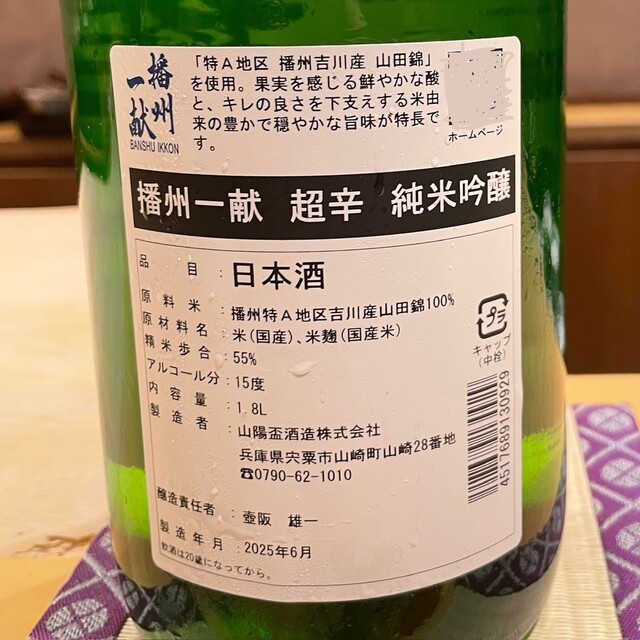 播州一献
BANSHU IKKON
「特A地区 播州吉川産 山田錦」
を使用。果実を感じる鮮やかな酸
と、キレの良さを下支えする米由
来の豊かで穏やかな旨味が特長で
す。
ホームページ
播州一献 超辛 純米吟醸
品目：日本酒
原料米：播州特A地区吉川産山田錦100%
原材料名：米(国産)、米麹(国産米)
精米歩合：55%
アルコール分：15度
内容量：1.8L
製造者：山陽盃酒造株式会社
兵庫県宍粟市山崎町山崎28番地
☎0790-62-1010
醸造責任者：壺阪 雄一
製造年月：2025年6月
飲酒は20歳になってから。
プラ
キャップ
(中栓)
4517689130929